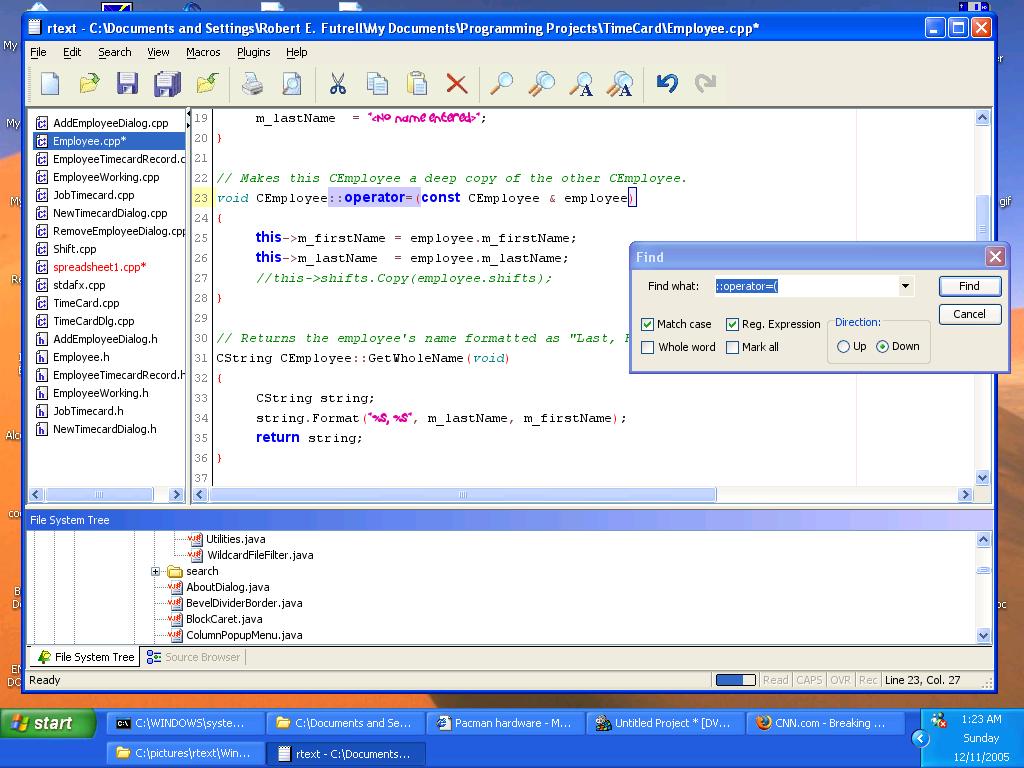 rtext - C:\Documents and Settings\Robert E. Futrell\My Documents\Programming Projects\TimeCard\Employee.cpp*
File Edit Search View Macros Plugins Help
AddEmployeeDialog.cpp
Employee.cpp*
EmployeeTimecardRecord.c
EmployeeWorking.cpp
JobTimecard.cpp
NewTimecardDialog.cpp
RemoveEmployeeDialog.cpp
Shift.cpp
spreadsheet1.cpp*
stdafx.cpp
TimeCard.cpp
TimeCardDlg.cpp
AddEmployeeDialog.h
Employee.h
EmployeeTimecardRecord.h
EmployeeWorking.h
JobTimecard.h
NewTimecardDialog.h
19 m_lastName = "<No name entered>";
20 }
21
22 // Makes this CEmployee a deep copy of the other CEmployee.
23 void CEmployee::operator=(const CEmployee & employee)
24 {
25 this->m_firstName = employee.m_firstName;
26 this->m_lastName = employee.m_lastName;
27 //this->shifts.Copy(employee.shifts);
28 }
29
30 // Returns the employee's name formatted as "Last, F
31 CString CEmployee::GetWholeName(void)
32 {
33 CString string;
34 string.Format("%S, %S", m_lastName, m_firstName);
35 return string;
36 }
37
Find
Find what: ::operator=( Find
Cancel
Match case Reg. Expression Direction:
Whole word Mark all Up Down
File System Tree
Utilities.java
WildcardFileFilter.java
search
AboutDialog.java
BevelDividerBorder.java
BlockCaret.java
ColumnPopupMenu.java
File System Tree Source Browser
Ready Read CAPS OVR Rec Line 23, Col. 27
start C:\WINDOWS\syste... C:\Documents and Se... Pacman hardware - M... Untitled Project * [DV... CNN.com - Breaking ... 1:23 AM
Sunday
C:\pictures\rtext\Win... rtext - C:\Documents... 12/11/2005